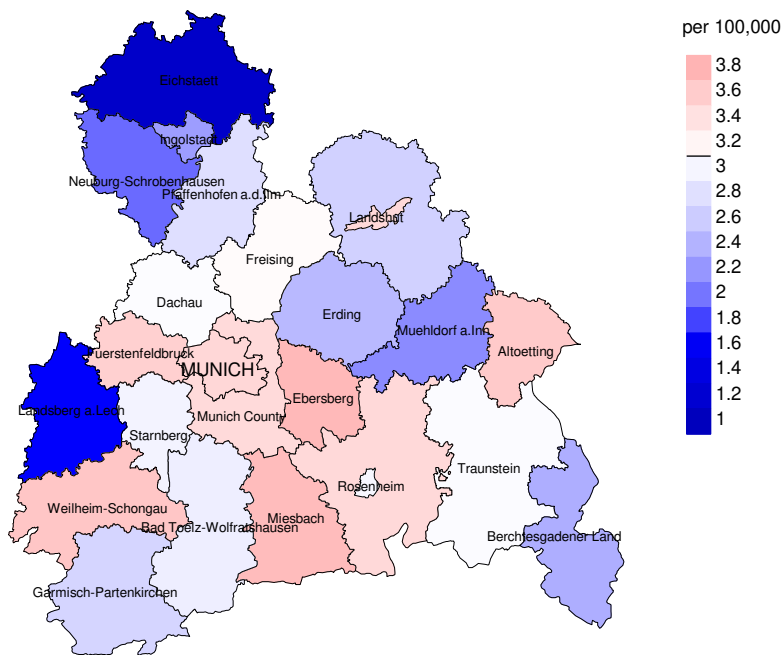 per 100,000
3.8
3.6
3.4
3.2
3
2.8
2.6
2.4
2.2
2
1.8
1.6
1.4
1.2
1
Eichstaett
Ingolstadt
Neuburg-Schrobenhausen
Pfaffenhofen a.d.Ilm
Landshut
Freising
Dachau
Erding
Muehldorf a.Inn
Altoetting
Fuerstenfeldbruck
MUNICH
Ebersberg
Landsberg a.Lech
Munich County
Starnberg
Traunstein
Rosenheim
Weilheim-Schongau
Miesbach
Bad Toelz-Wolfratshausen
Berchtesgadener Land
Garmisch-Partenkirchen